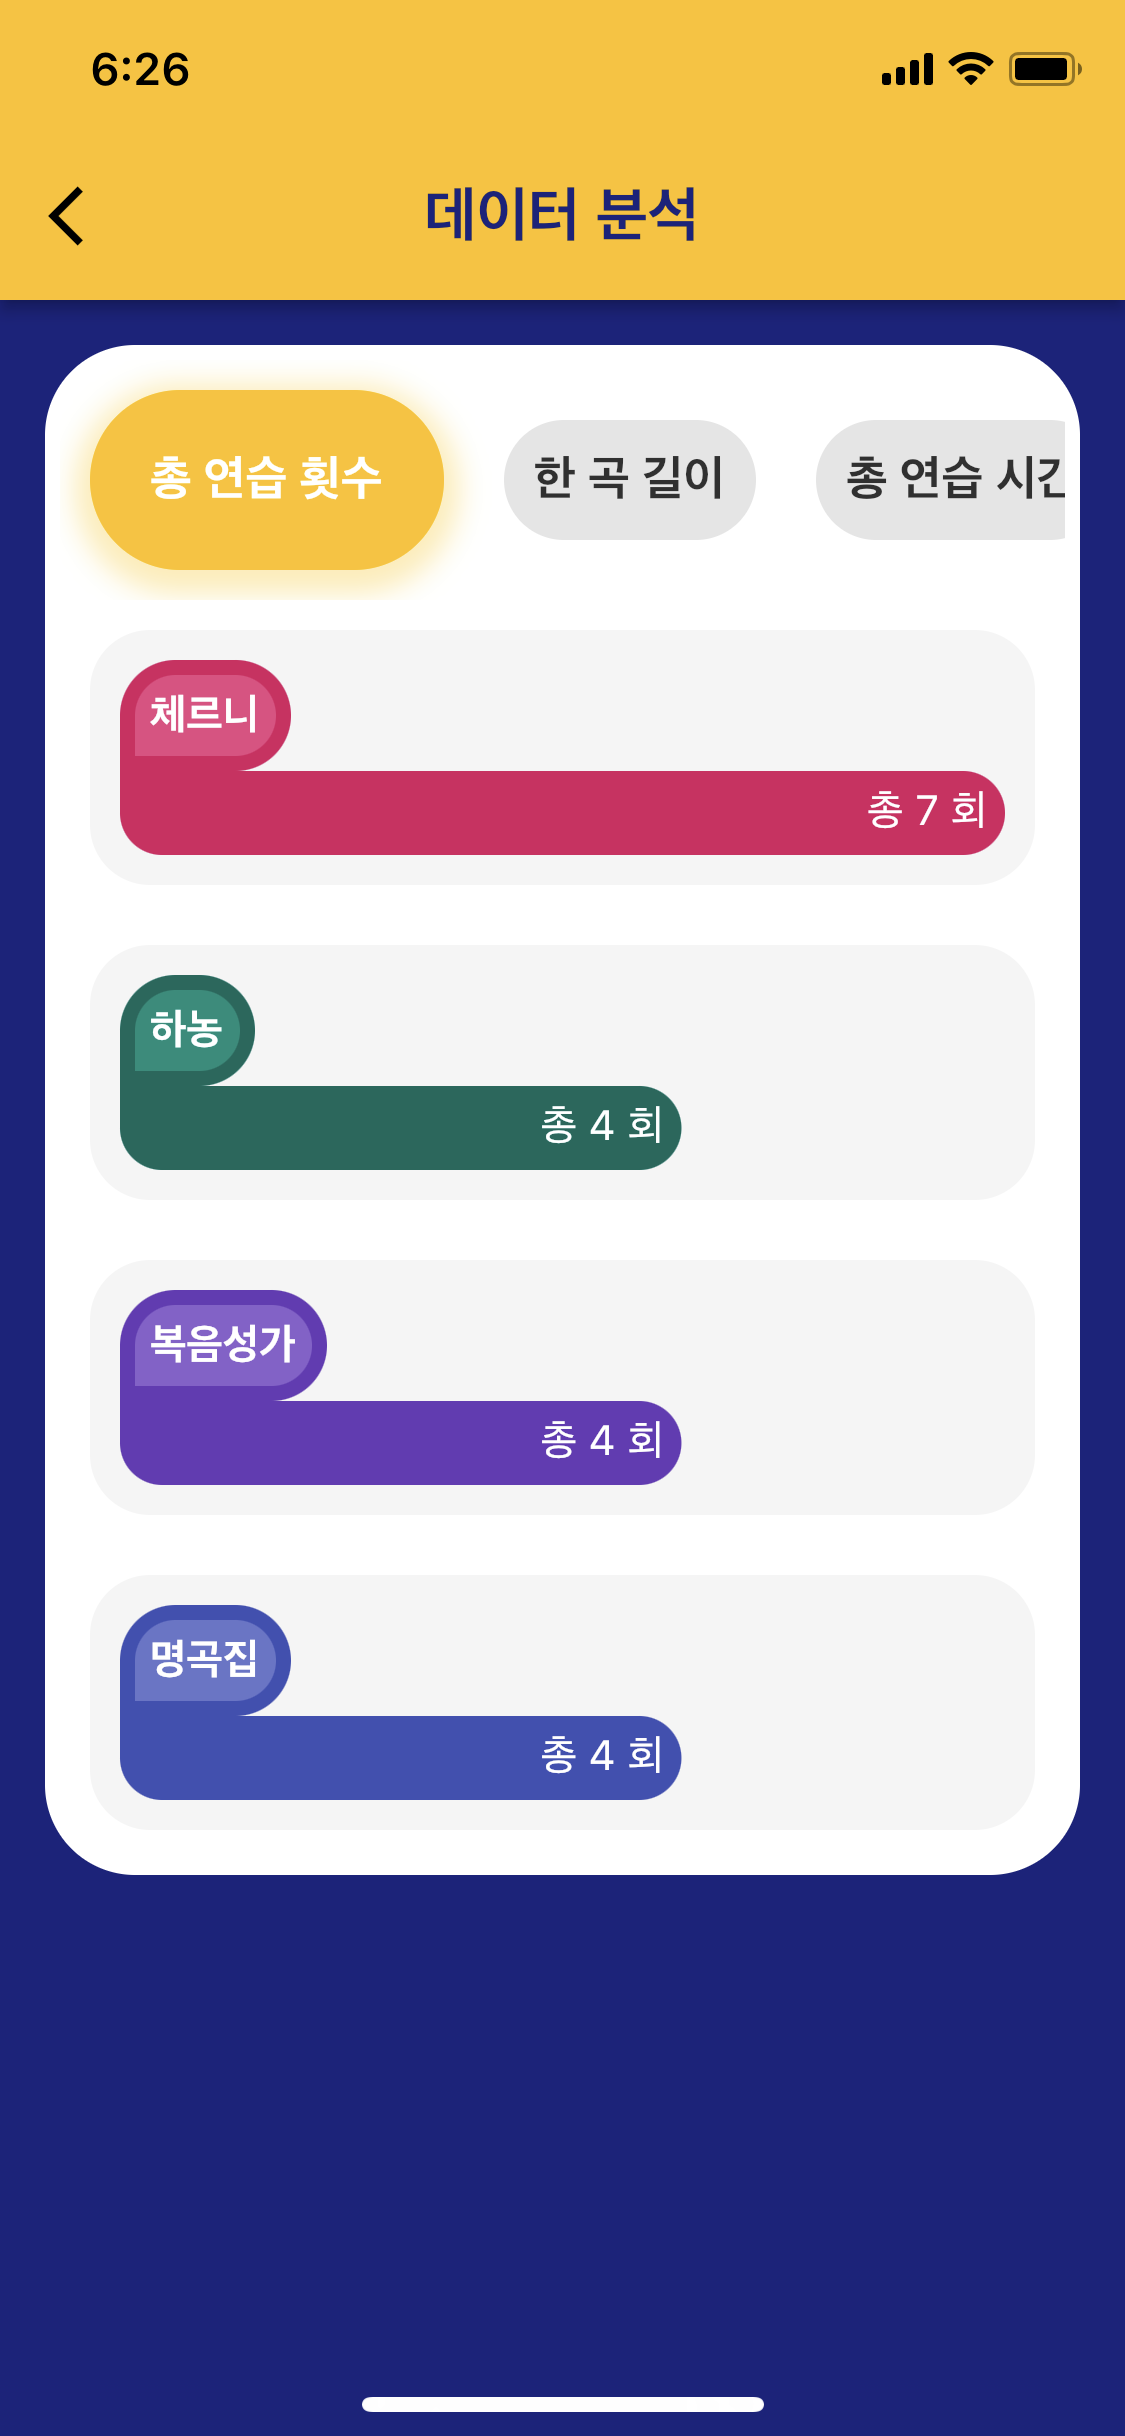 6:26
데이터 분석
총 연습 횟수
한 곡 길이
총 연습 시간
체르니
총 7 회
하농
총 4 회
복음성가
총 4 회
명곡집
총 4 회